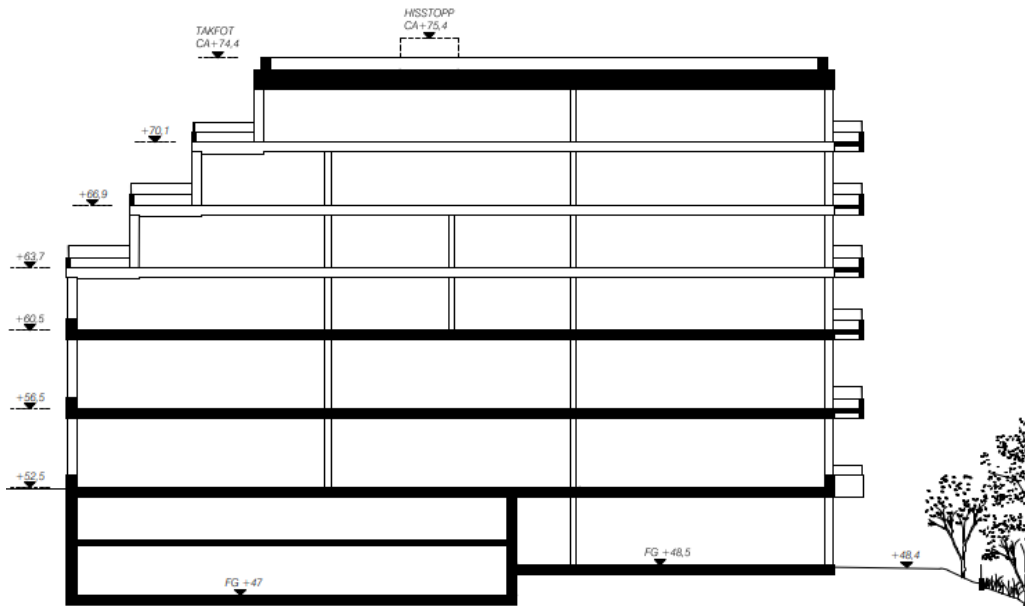 HISSTOPP
CA+75,4
TAKFOT
CA+74,4
+70,1
+66,9
+63,7
+60,5
+56,5
+52,5
FG +48,5
+48,4
FG +47